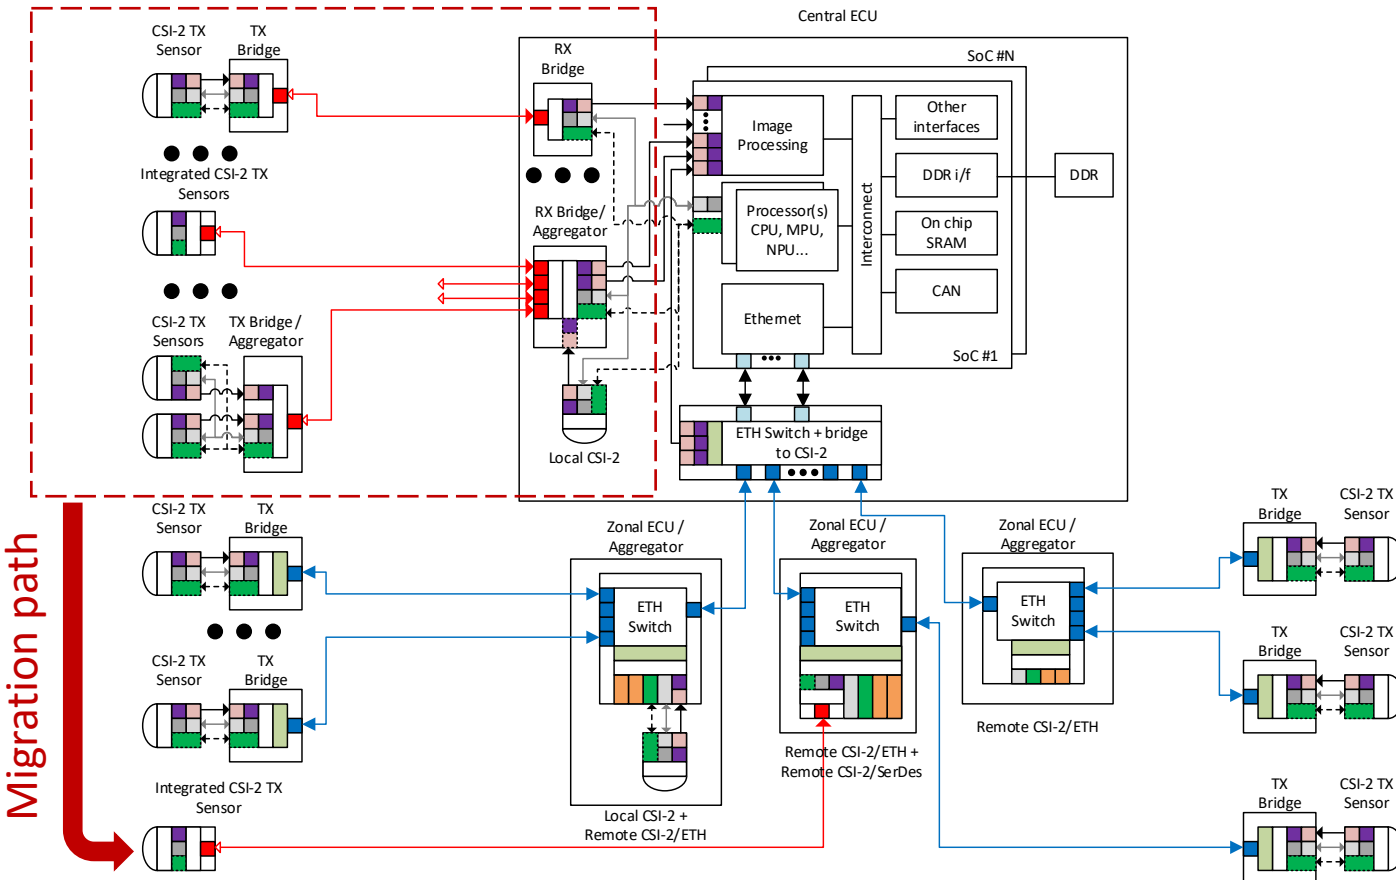 Central ECU
CSI-2 TX
Sensor
TX
Bridge
Integrated CSI-2 TX
Sensors
CSI-2 TX
Sensors
TX Bridge /
Aggregator
RX
Bridge
RX Bridge/
Aggregator
Local CSI-2
SoC #N
Image
Processing
Processor(s)
CPU, MPU,
NPU...
Ethernet
Interconnect
Other
interfaces
DDR i/f
On chip
SRAM
CAN
SoC #1
DDR
ETH Switch + bridge
to CSI-2
Migration path
CSI-2 TX
Sensor
TX
Bridge
CSI-2 TX
Sensor
TX
Bridge
Integrated CSI-2 TX
Sensor
Zonal ECU /
Aggregator
ETH
Switch
Local CSI-2 +
Remote CSI-2/ETH
Zonal ECU /
Aggregator
ETH
Switch
Remote CSI-2/ETH +
Remote CSI-2/SerDes
Zonal ECU /
Aggregator
ETH
Switch
Remote CSI-2/ETH
TX
Bridge
CSI-2 TX
Sensor
TX
Bridge
CSI-2 TX
Sensor
TX
Bridge
CSI-2 TX
Sensor